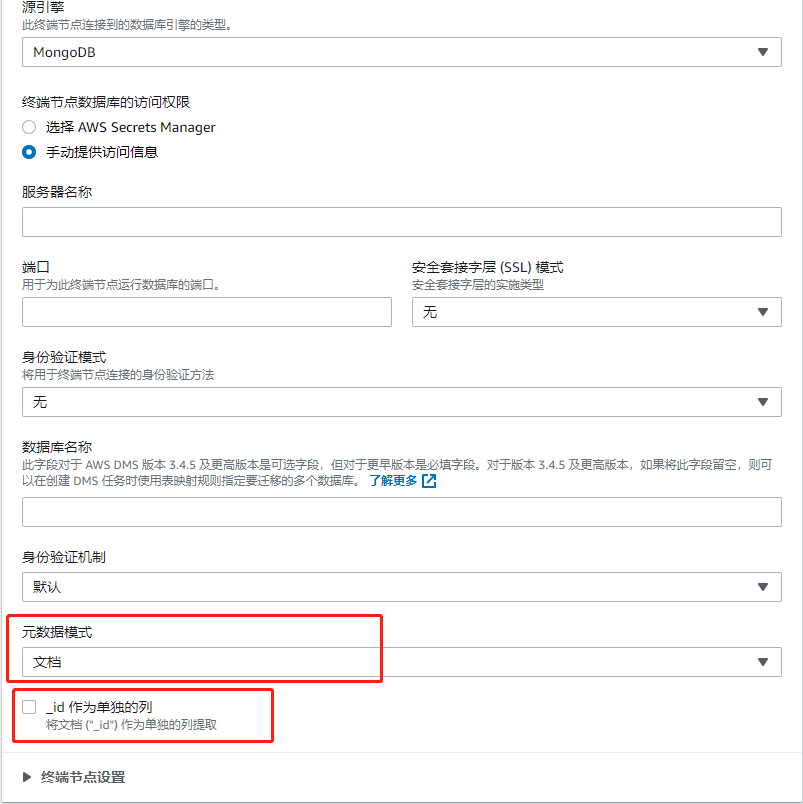 源引擎
此终端节点连接到的数据库引擎的类型。
MongoDB
终端节点数据库的访问权限
选择 AWS Secrets Manager
手动提供访问信息
服务器名称
端口
用于为此终端节点运行数据库的端口。
安全套接字层 (SSL) 模式
安全套接字层的实施类型
无
身份验证模式
将用于终端节点连接的身份验证方法
无
数据库名称
此字段对于 AWS DMS 版本 3.4.5 及更高版本是可选字段，但对于更早版本是必填字段。对于版本 3.4.5 及更高版本，如果将此字段留空，则可
以在创建 DMS 任务时使用表映射规则指定要迁移的多个数据库。 了解更多
身份验证机制
默认
元数据模式
文档
_id 作为单独的列
将文档 ("_id") 作为单独的列提取
终端节点设置